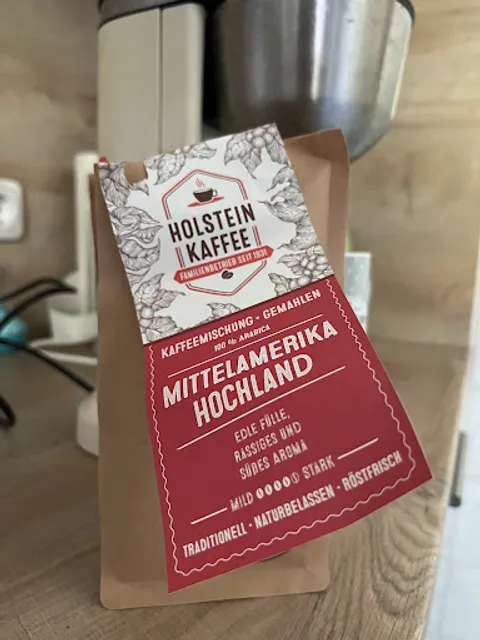 HOLSTEIN
KAFFEE
FAMILIENBETRIEB SEIT 1931
KAFFEEMISCHUNG - GEMAHLEN
100 % ARABICA
MITTELAMERIKA
HOCHLAND
EDLE FÜLLE,
RASSIGES UND
SÜßES AROMA
MILD STARK
TRADITIONELL - NATURBELASSEN - RÖSTFRISCH